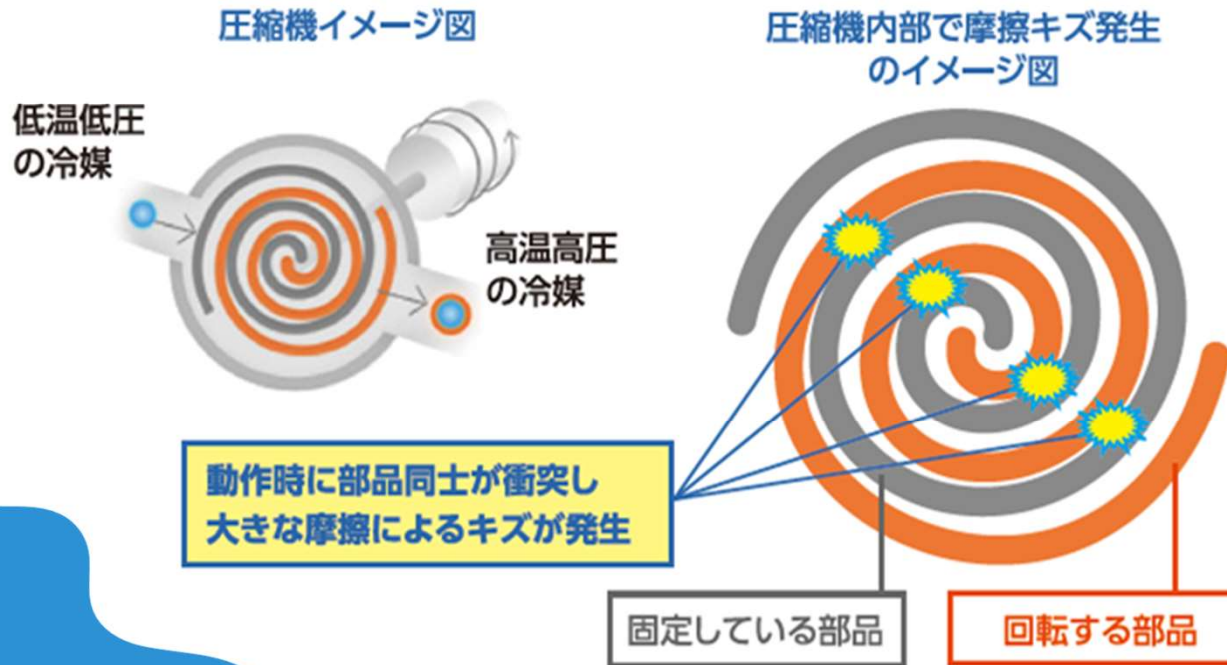 圧縮機イメージ図
低温低圧
の冷媒
高温高圧
の冷媒
圧縮機内部で摩擦キズ発生
のイメージ図
動作時に部品同士が衝突し
大きな摩擦によるキズが発生
固定している部品
回転する部品